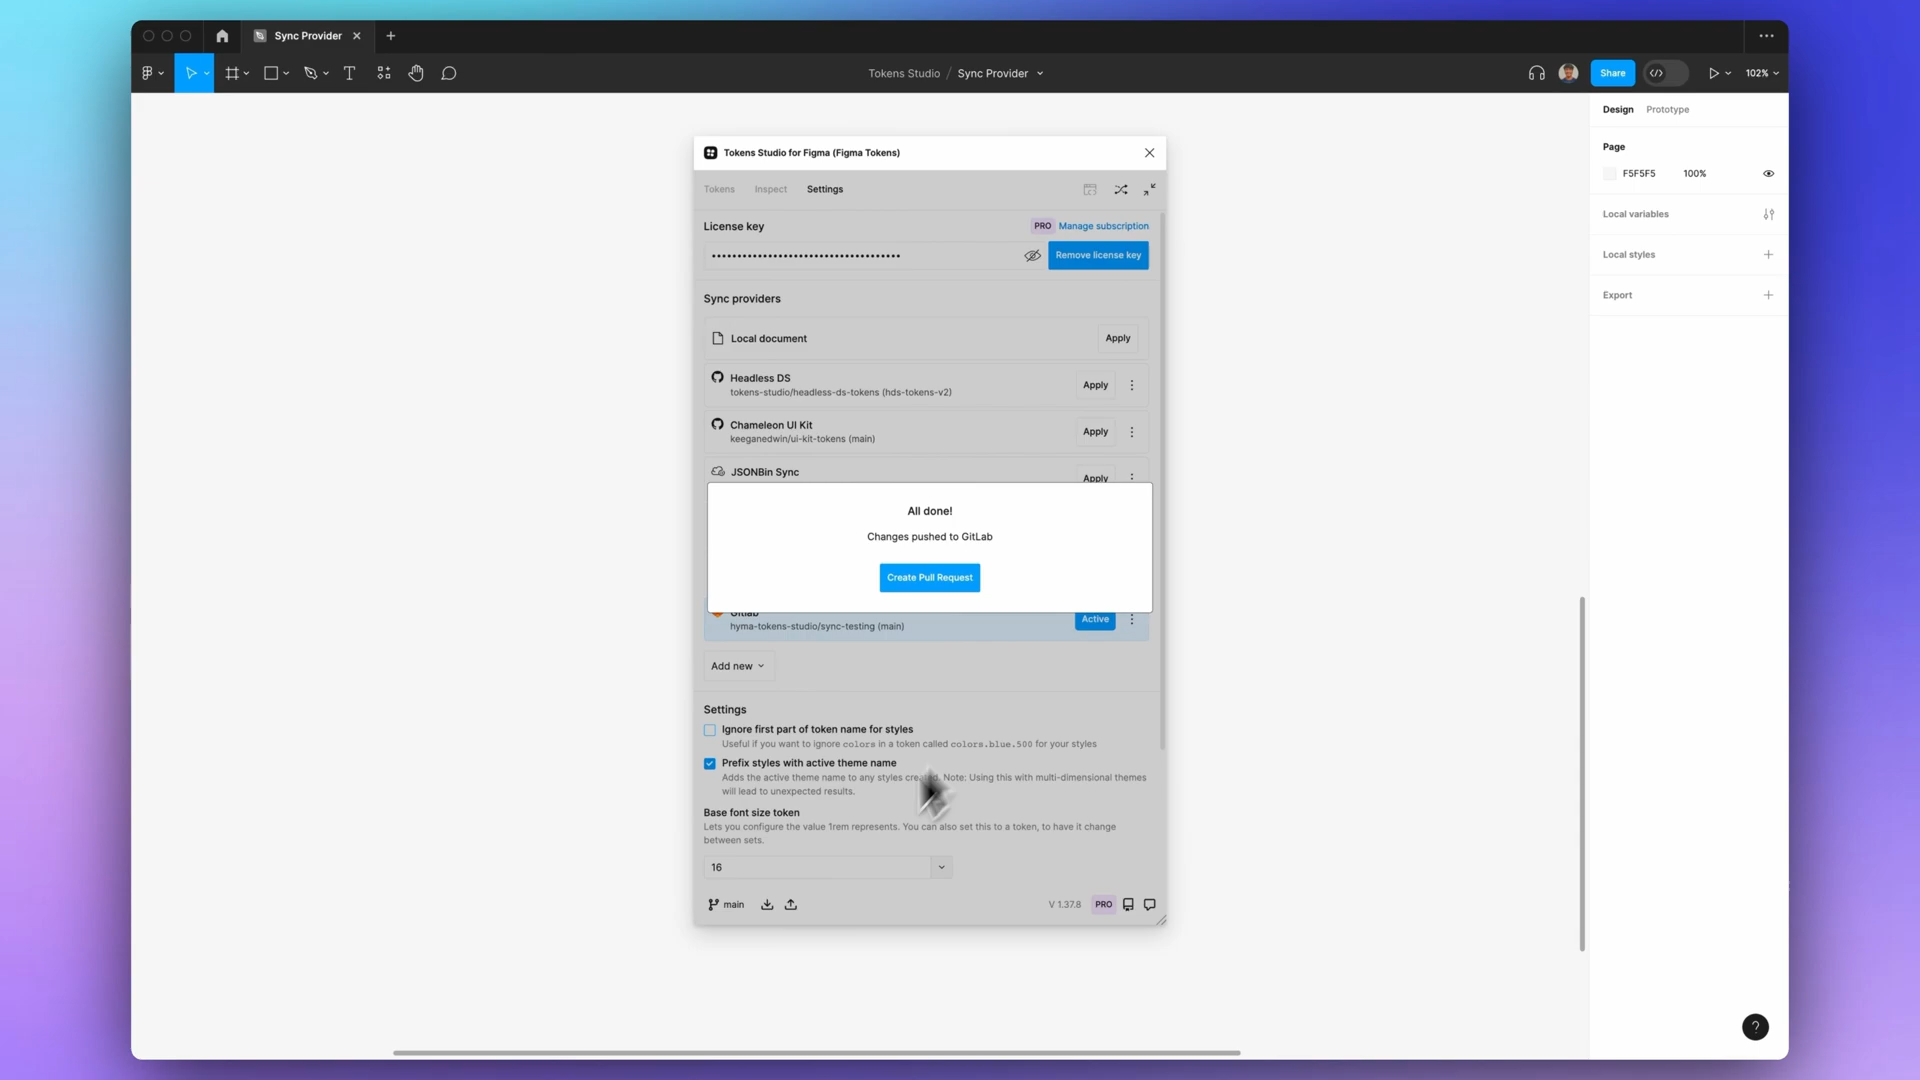 Sync Provider
Tokens Studio / Sync Provider
Share
102%
Design Prototype
Page
F5F5F5 100%
Local variables
Local styles
Export
Tokens Studio for Figma (Figma Tokens)
Tokens Inspect Settings
License key
PRO Manage subscription
Remove license key
Sync providers
Local document
Apply
Headless DS
tokens-studio/headless-ds-tokens (hds-tokens-v2)
Apply
Chameleon UI Kit
keeganedwin/ui-kit-tokens (main)
Apply
JSONBin Sync
Apply
All done!
Changes pushed to GitLab
Create Pull Request
Gitlab
hyma-tokens-studio/sync-testing (main)
Active
Add new
Settings
Ignore first part of token name for styles
Useful if you want to ignore colors in a token called colors.blue.500 for your styles
Prefix styles with active theme name
Adds the active theme name to any styles created. Note: Using this with multi-dimensional themes
will lead to unexpected results.
Base font size token
Lets you configure the value 1rem represents. You can also set this to a token, to have it change
between sets.
16
main
V 1.37.8 PRO
?